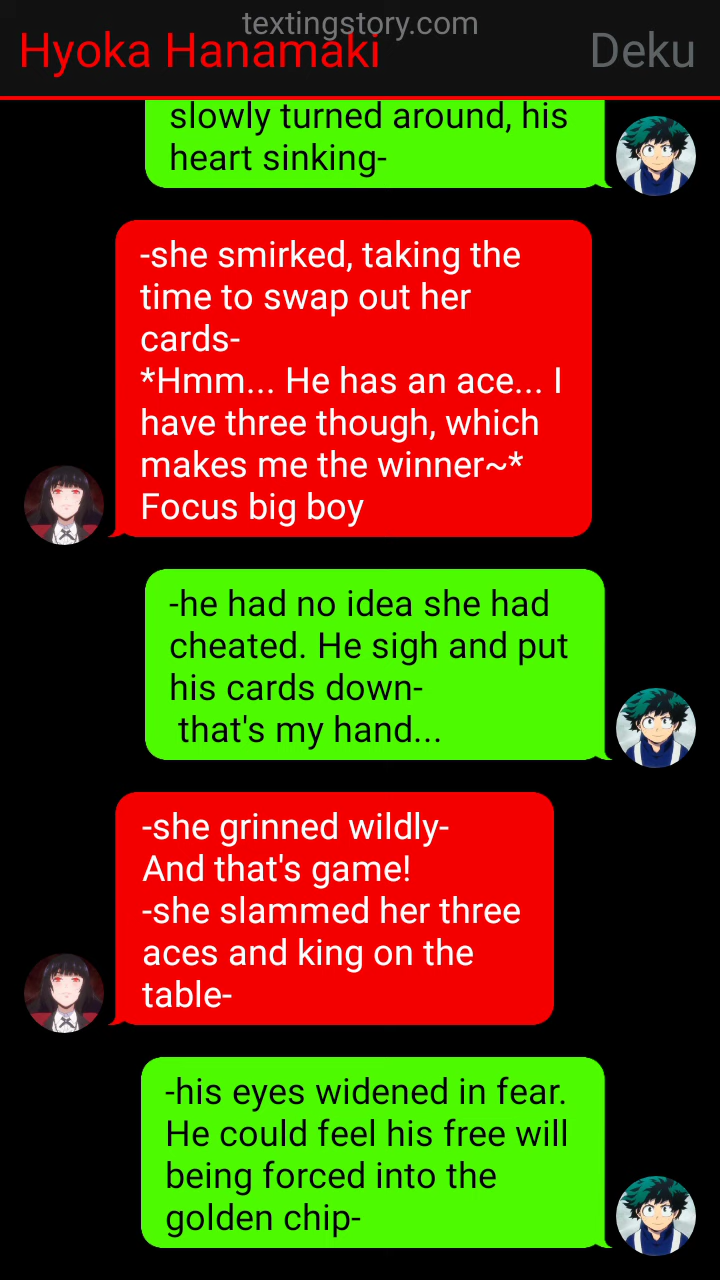 texting​story.com
Hyoka Hanamaki
Deku
slowly turned around, his
heart sinking-
-she smirked, taking the
time to swap out her
cards-
*Hmm... He has an ace... I
have three though, which
makes me the winner~*
Focus big boy
-he had no idea she had
cheated. He sigh and put
his cards down-
that's my hand...
-she grinned wildly-
And that's game!
-she slammed her three
aces and king on the
table-
-his eyes widened in fear.
He could feel his free will
being forced into the
golden chip-